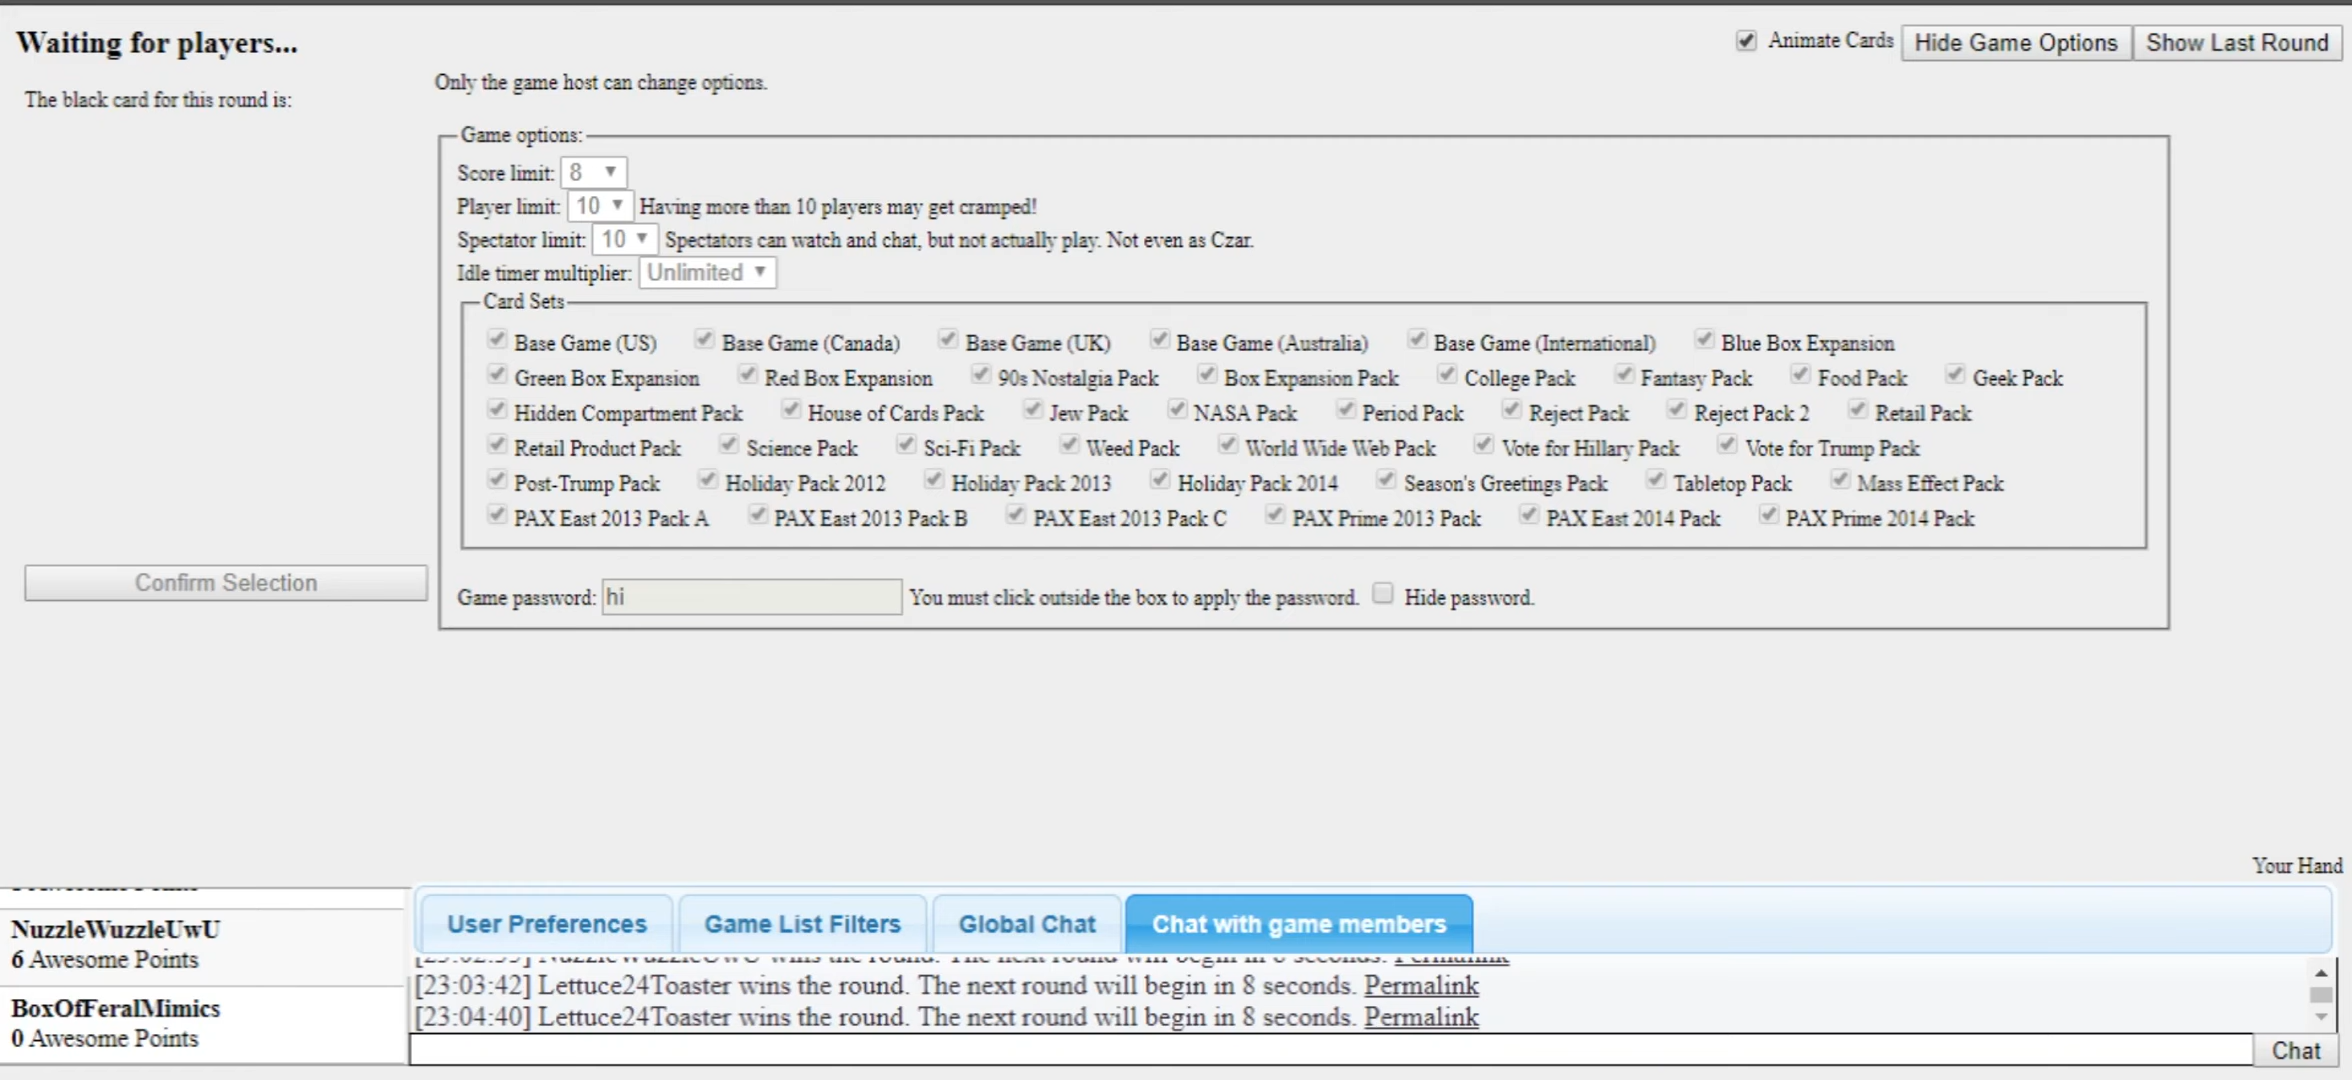 Waiting for players...
Animate Cards Hide Game Options Show Last Round
Only the game host can change options.
The black card for this round is:
Game options:
Score limit: 8
Player limit: 10 Having more than 10 players may get cramped!
Spectator limit: 10 Spectators can watch and chat, but not actually play. Not even as Czar.
Idle timer multiplier: Unlimited
Card Sets
Base Game (US) Base Game (Canada) Base Game (UK) Base Game (Australia) Base Game (International) Blue Box Expansion
Green Box Expansion Red Box Expansion 90s Nostalgia Pack Box Expansion Pack College Pack Fantasy Pack Food Pack Geek Pack
Hidden Compartment Pack House of Cards Pack Jew Pack NASA Pack Period Pack Reject Pack Reject Pack 2 Retail Pack
Retail Product Pack Science Pack Sci-Fi Pack Weed Pack World Wide Web Pack Vote for Hillary Pack Vote for Trump Pack
Post-Trump Pack Holiday Pack 2012 Holiday Pack 2013 Holiday Pack 2014 Season's Greetings Pack Tabletop Pack Mass Effect Pack
PAX East 2013 Pack A PAX East 2013 Pack B PAX East 2013 Pack C PAX Prime 2013 Pack PAX East 2014 Pack PAX Prime 2014 Pack
Confirm Selection
Game password: hi You must click outside the box to apply the password. Hide password.
Your Hand
NuzzleWuzzleUwU
6 Awesome Points
BoxOfFeralMimics
0 Awesome Points
User Preferences Game List Filters Global Chat Chat with game members
NuzzleWuzzleUwU wins the round. The next round will begin in 8 seconds. Permalink
[23:03:42] Lettuce24Toaster wins the round. The next round will begin in 8 seconds. Permalink
[23:04:40] Lettuce24Toaster wins the round. The next round will begin in 8 seconds. Permalink
Chat